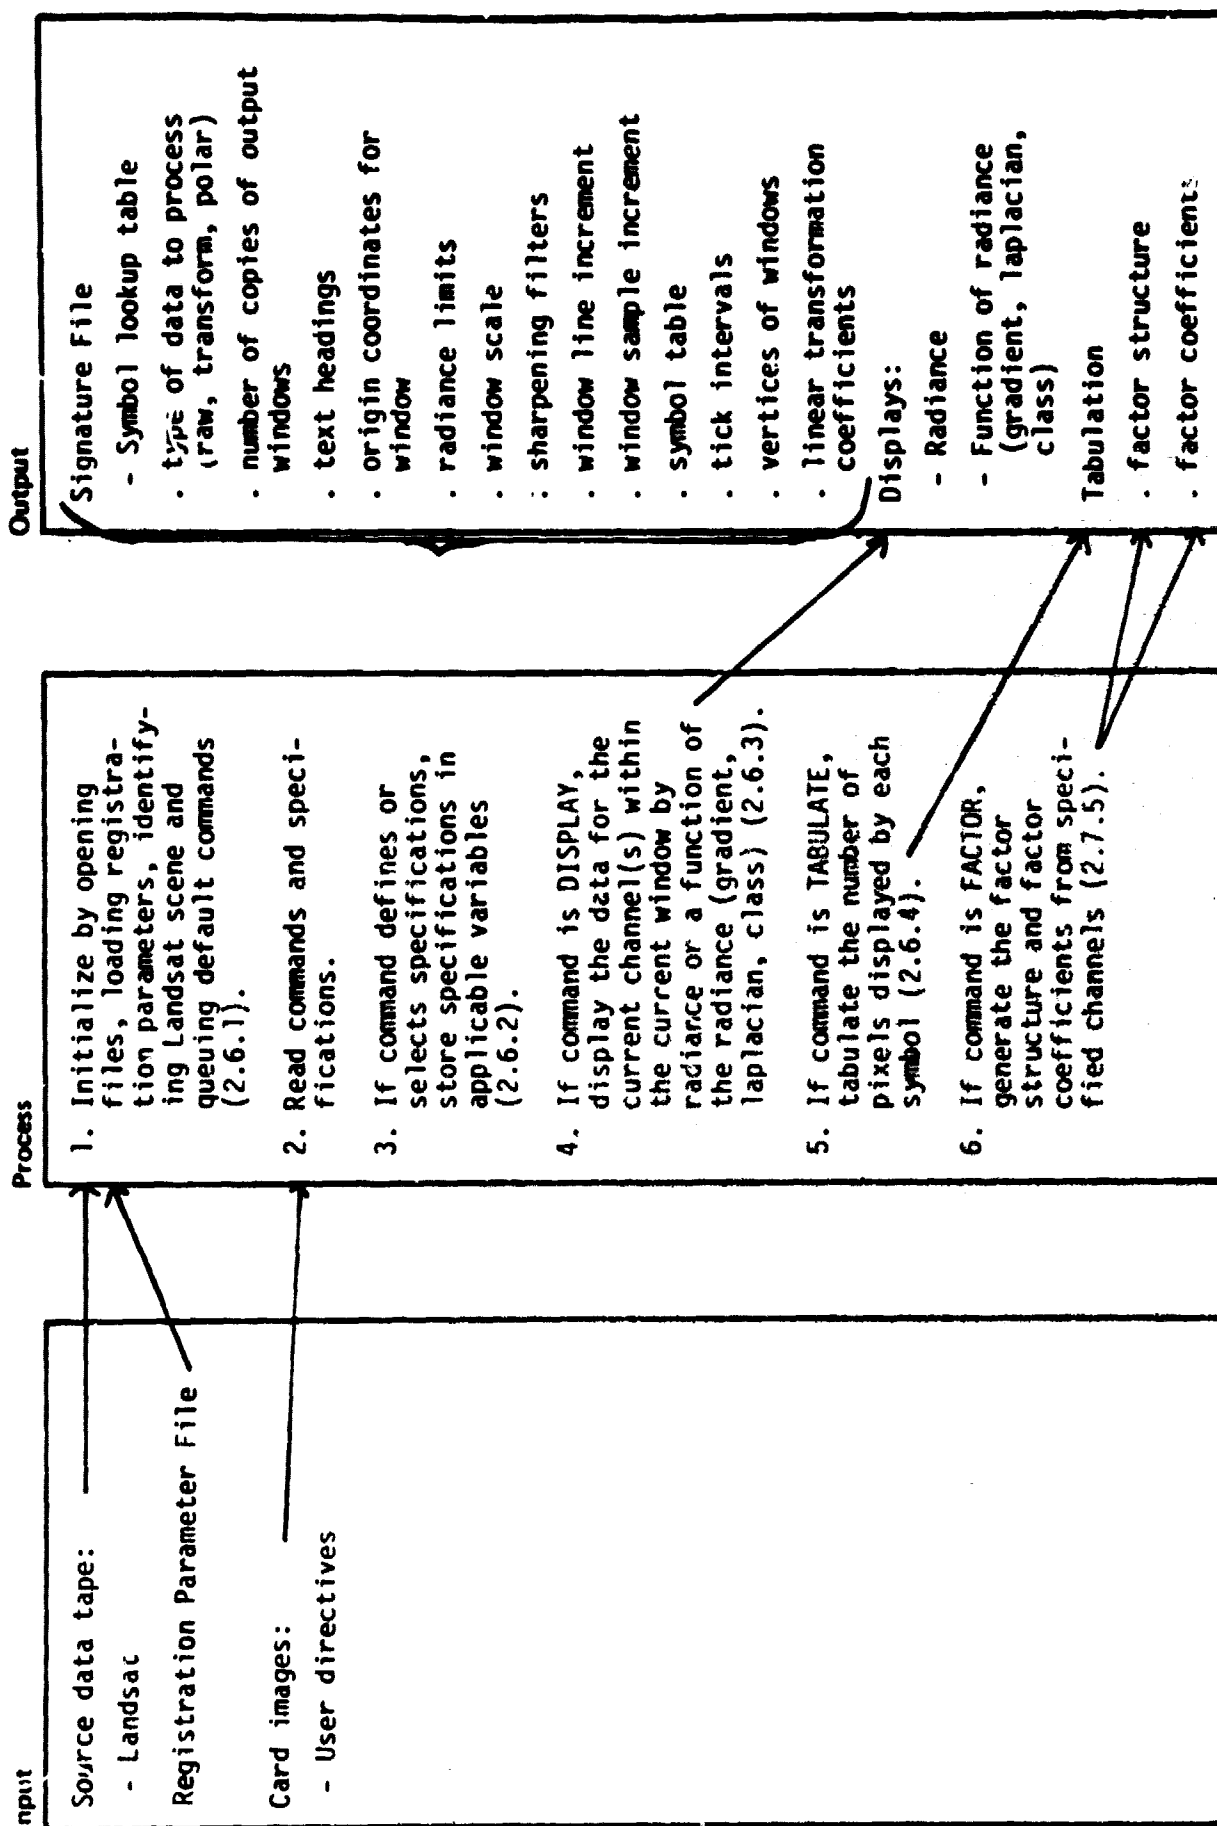 nput
Source data tape:
- Landsat
Registration Parameter File
Card images:
- User directives
Process
1. Initialize by opening
files, loading registra-
tion parameters, identify-
ing Landsat scene and
queuing default commands
(2.6.1).
2. Read commands and speci-
fications.
3. If command defines or
selects specifications,
store specifications in
applicable variables
(2.6.2).
4. If command is DISPLAY,
display the data for the
current channel(s) within
the current window by
radiance or a function of
the radiance (gradient,
laplacian, class) (2.6.3).
5. If command is TABULATE,
tabulate the number of
pixels displayed by each
symbol (2.6.4).
6. If command is FACTOR,
generate the factor
structure and factor
coefficients from speci-
fied channels (2.7.5).
Output
Signature File
- Symbol lookup table
. type of data to process
(raw, transform, polar)
. number of copies of output
windows
. text headings
. origin coordinates for
window
. radiance limits
. window scale
: sharpening filters
. window line increment
. window sample increment
. symbol table
. tick intervals
. vertices of windows
. linear transformation
coefficients
Displays:
- Radiance
- Function of radiance
(gradient, laplacian,
class)
Tabulation
. factor structure
. factor coefficients